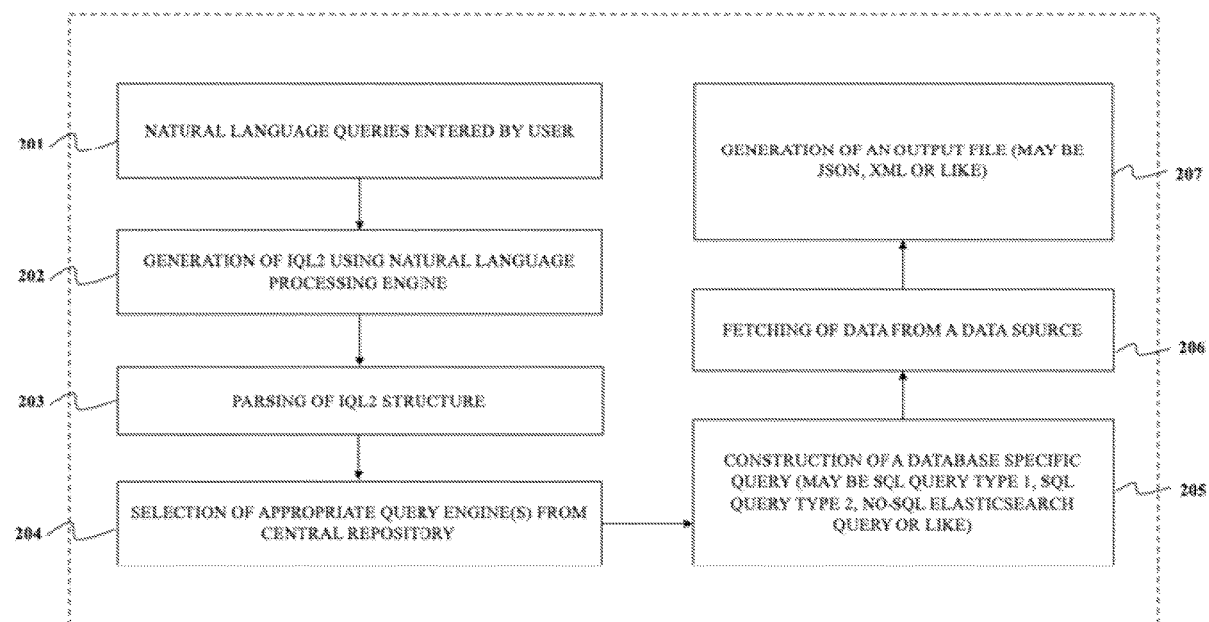 201
NATURAL LANGUAGE QUERIES ENTERED BY USER
202
GENERATION OF IQL2 USING NATURAL LANGUAGE
PROCESSING ENGINE
203
PARSING OF IQL2 STRUCTURE
204
SELECTION OF APPROPRIATE QUERY ENGINE(S) FROM
CENTRAL REPOSITORY
CONSTRUCTION OF A DATABASE SPECIFIC
QUERY (MAY BE SQL QUERY TYPE 1, SQL
QUERY TYPE 2, NO-SQL ELASTICSEARCH
QUERY OR LIKE)
205
FETCHING OF DATA FROM A DATA SOURCE
206
GENERATION OF AN OUTPUT FILE (MAY BE
JSON, XML OR LIKE)
207